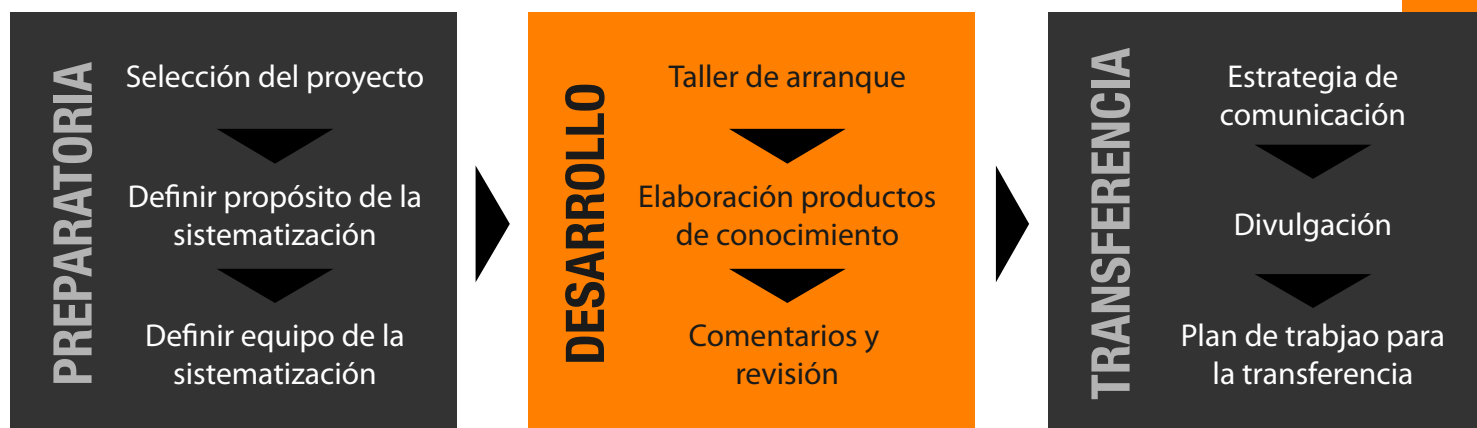 PREPARATORIA
Selección del proyecto
Definir propósito de la
sistematización
Definir equipo de la
sistematización
DESARROLLO
Taller de arranque
Elaboración productos
de conocimiento
Comentarios y
revisión
TRANSFERENCIA
Estrategia de
comunicación
Divulgación
Plan de trabjao para
la transferencia